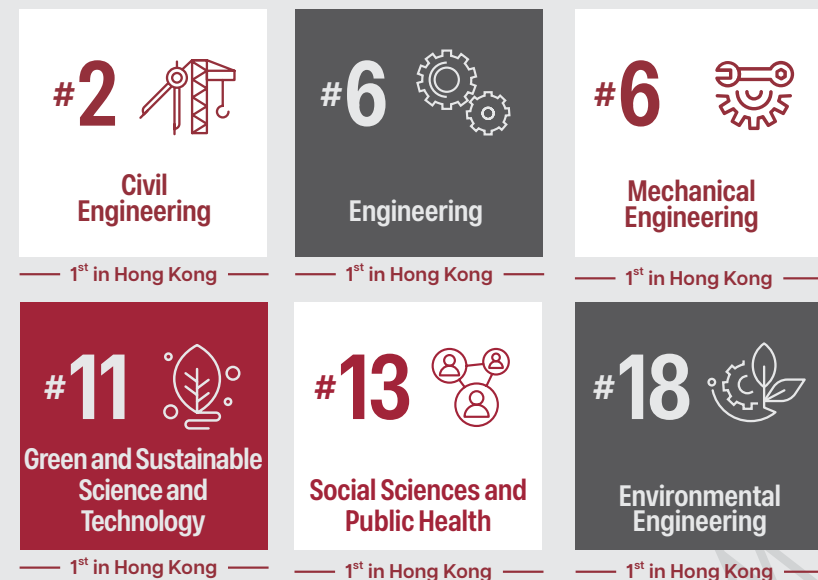 #2
Civil
Engineering
1st in Hong Kong
#6
Engineering
1st in Hong Kong
#6
Mechanical
Engineering
1st in Hong Kong
#11
Green and Sustainable
Science and
Technology
1st in Hong Kong
#13
Social Sciences and
Public Health
1st in Hong Kong
#18
Environmental
Engineering
1st in Hong Kong